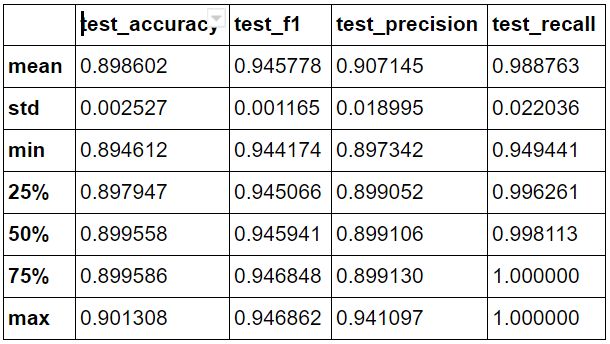 test_accuracy test_f1 test_precision test_recall
mean 0.898602 0.945778 0.907145 0.988763
std 0.002527 0.001165 0.018995 0.022036
min 0.894612 0.944174 0.897342 0.949441
25% 0.897947 0.945066 0.899052 0.996261
50% 0.899558 0.945941 0.899106 0.998113
75% 0.899586 0.946848 0.899130 1.000000
max 0.901308 0.946862 0.941097 1.000000